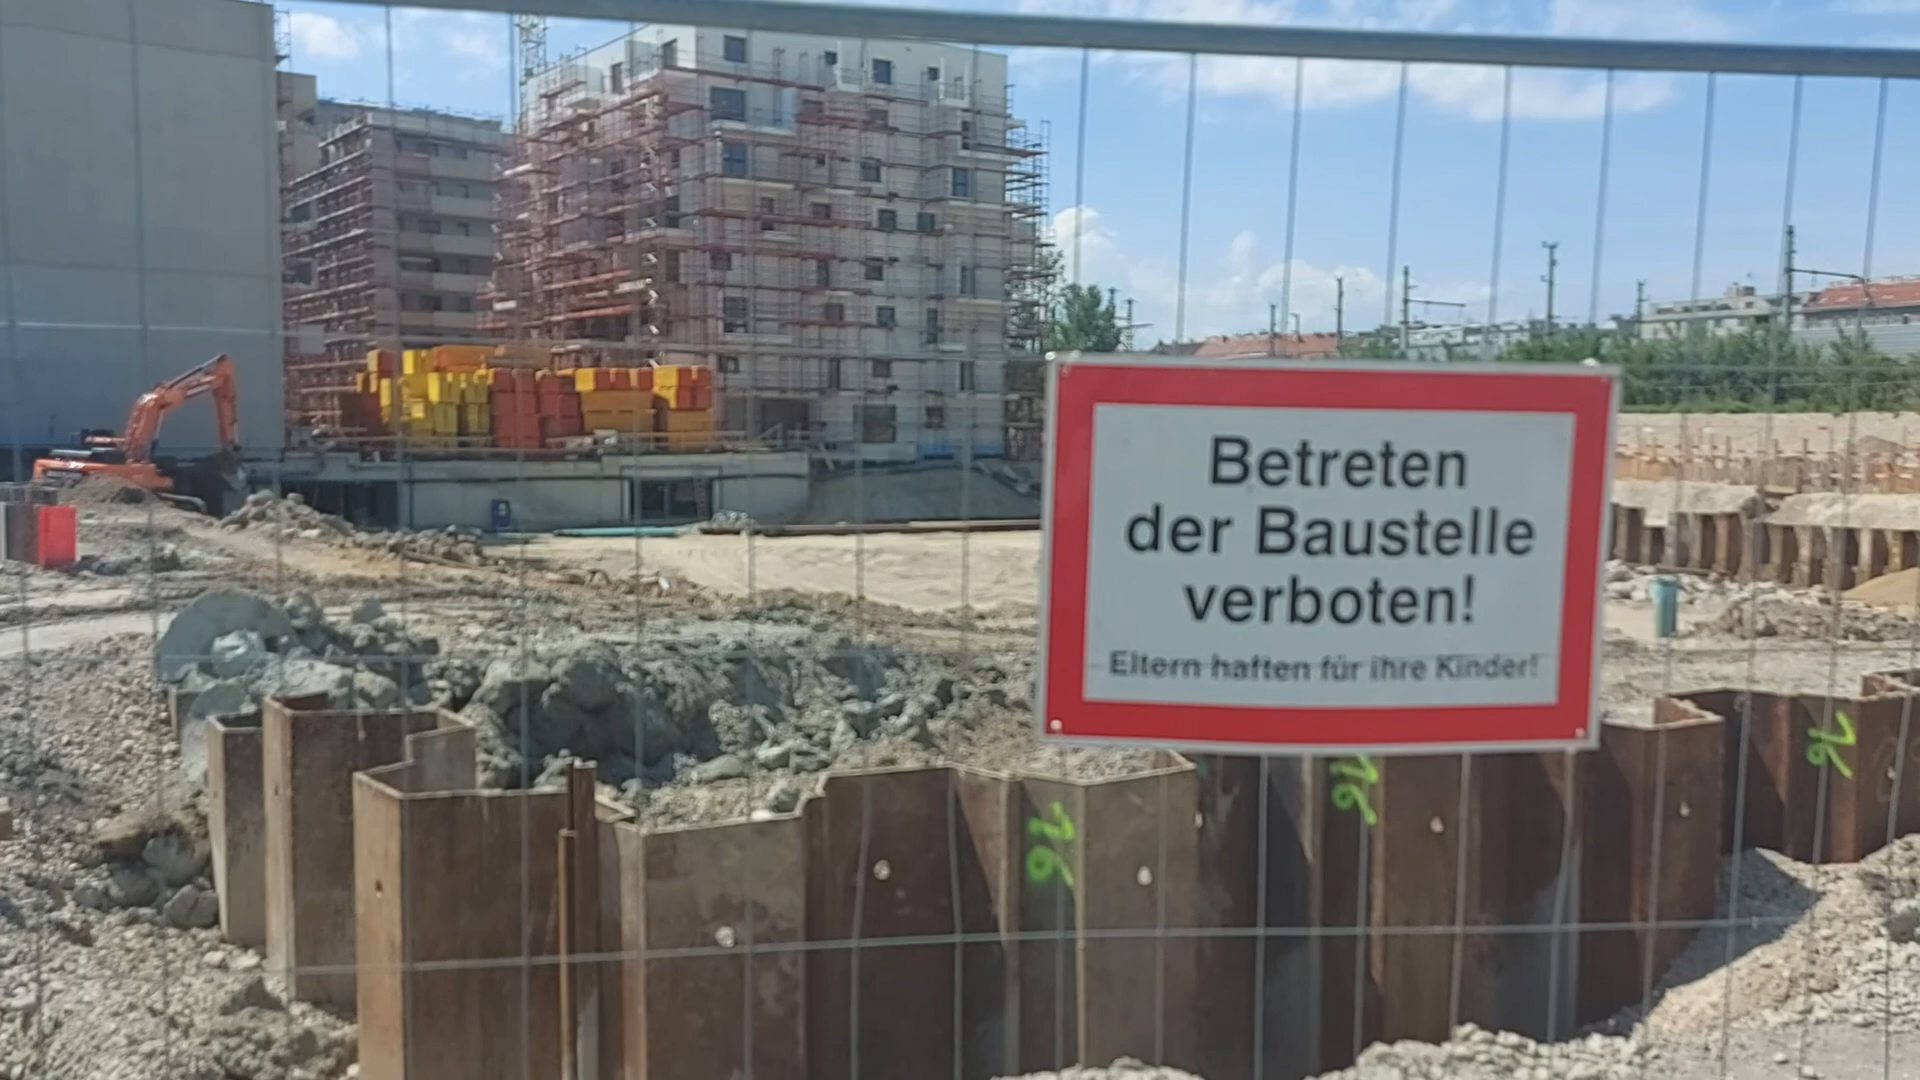 Betreten
der Baustelle
verboten!
Eltern haften für ihre Kinder!